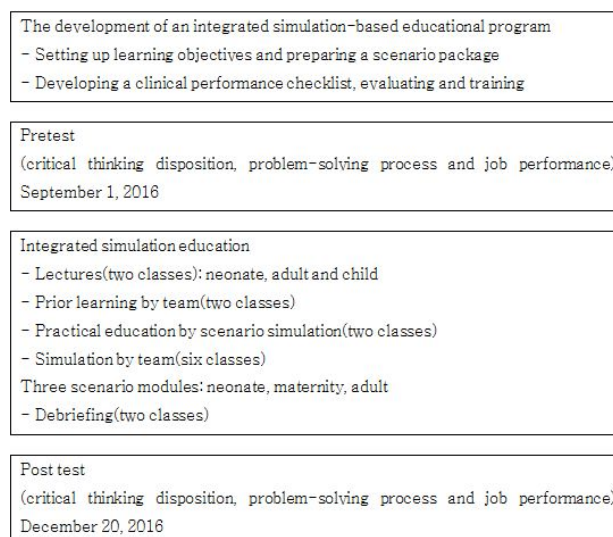 The development of an integrated simulation-based educational program
- Setting up learning objectives and preparing a scenario package
- Developing a clinical performance checklist, evaluating and training
Pretest
(critical thinking disposition, problem-solving process and job performance)
September 1, 2016
Integrated simulation education
- Lectures(two classes): neonate, adult and child
- Prior learning by team(two classes)
- Practical education by scenario simulation(two classes)
- Simulation by team(six classes)
Three scenario modules: neonate, maternity, adult
- Debriefing(two classes)
Post test
(critical thinking disposition, problem-solving process and job performance)
December 20, 2016